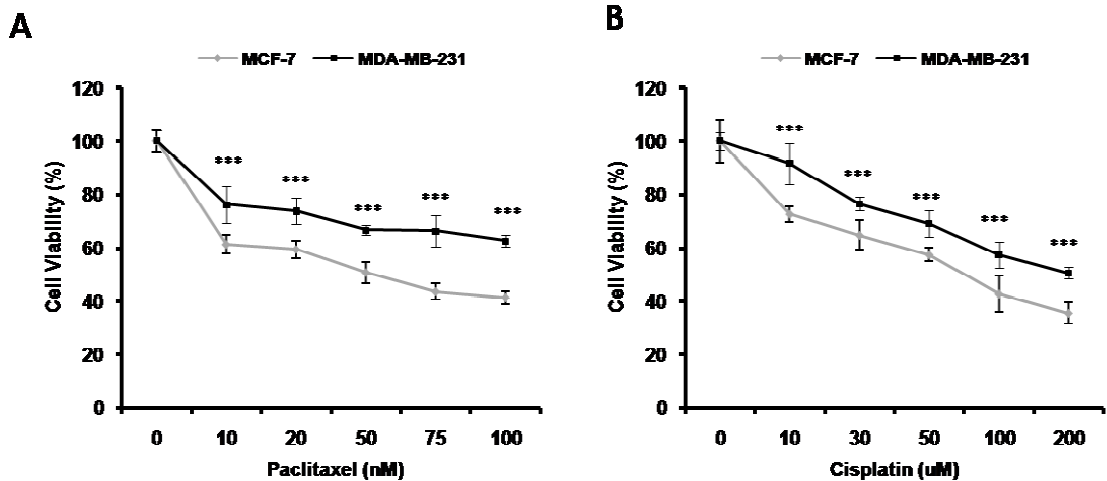 A
MCF-7 MDA-MB-231
120
100
80
60
40
20
0
Cell Viability (%)
***
***
***
***
***
0 10 20 50 75 100
Paclitaxel (nM)
B
MCF-7 MDA-MB-231
120
100
80
60
40
20
0
Cell Viability (%)
***
***
***
***
***
0 10 30 50 100 200
Cisplatin (uM)